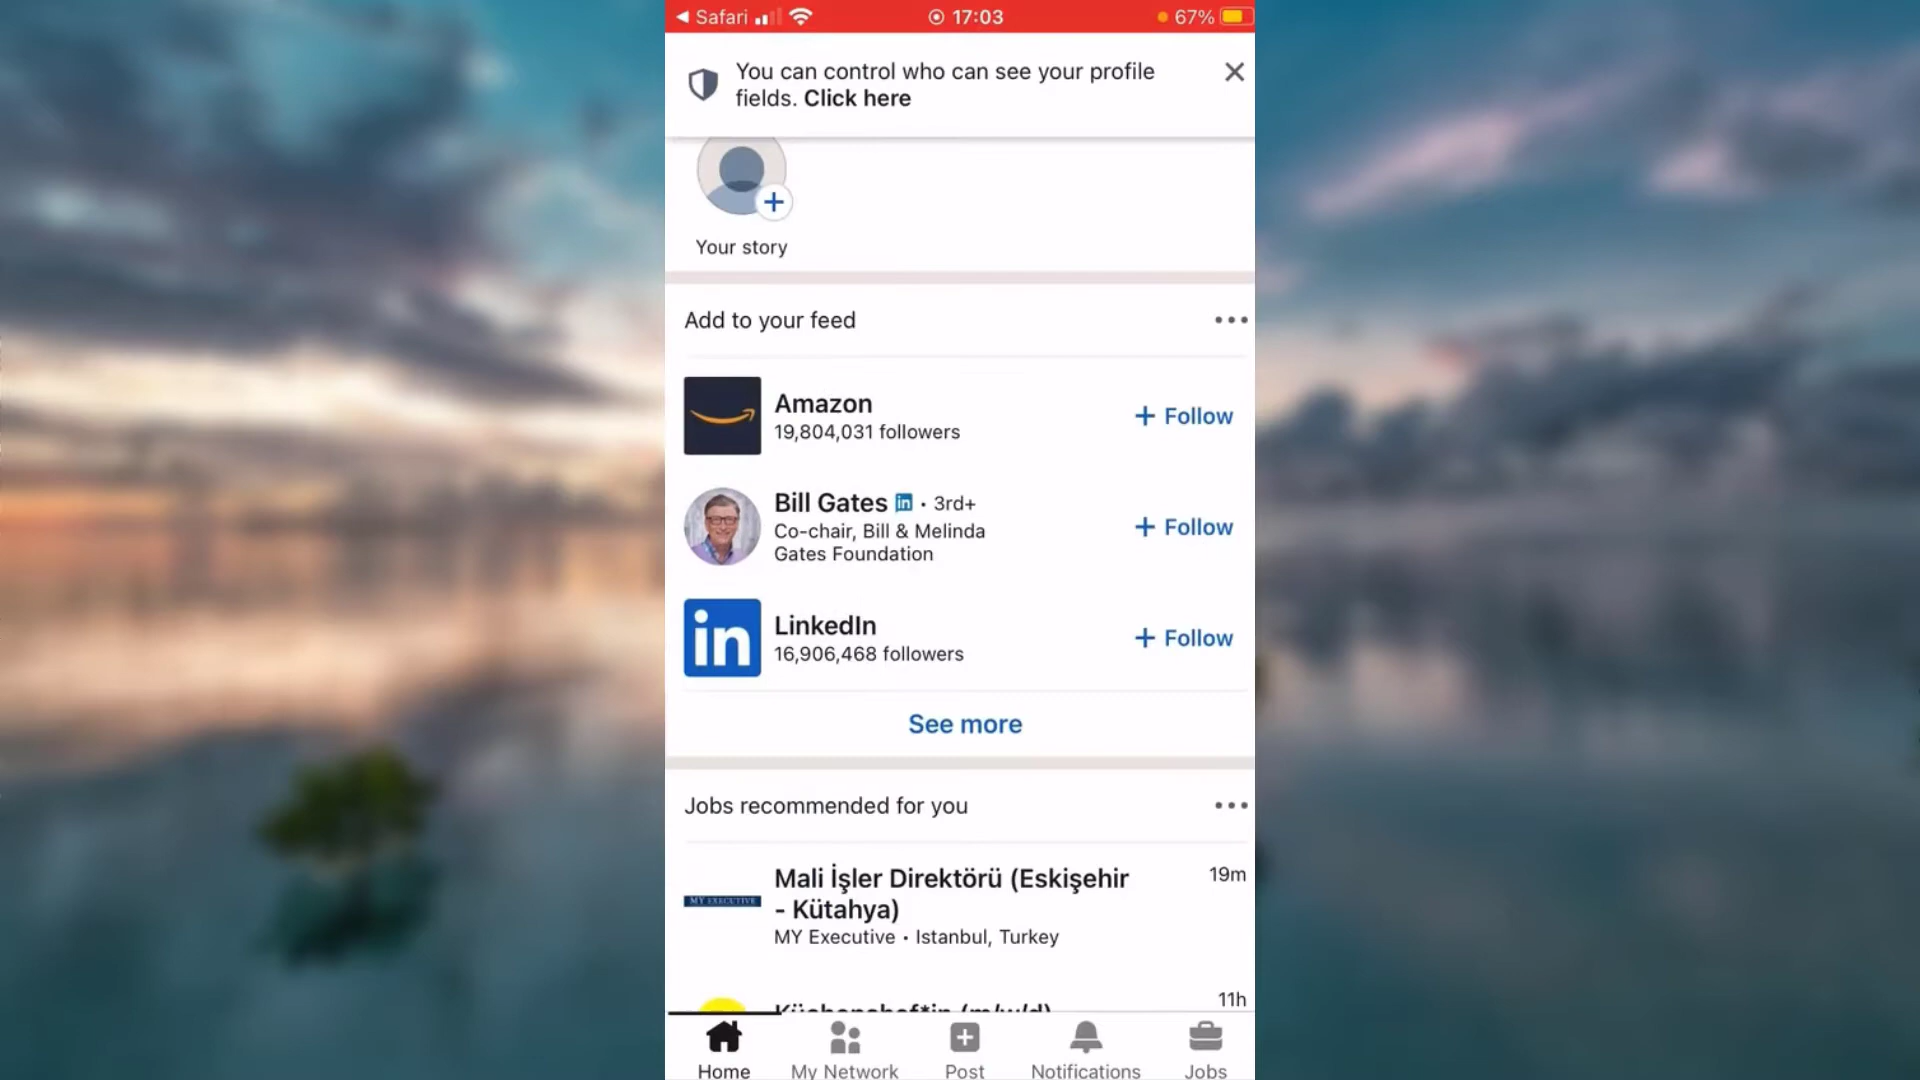 Safari 17:03 67%
You can control who can see your profile
fields. Click here
Your story
Add to your feed
Amazon
19,804,031 followers
+ Follow
Bill Gates in • 3rd+
Co-chair, Bill & Melinda
Gates Foundation
+ Follow
in
LinkedIn
16,906,468 followers
+ Follow
See more
Jobs recommended for you
MY EXECUTIVE
Mali İşler Direktörü (Eskişehir
- Kütahya)
MY Executive • Istanbul, Turkey
19m
11h
Home My Network Post Notifications Jobs